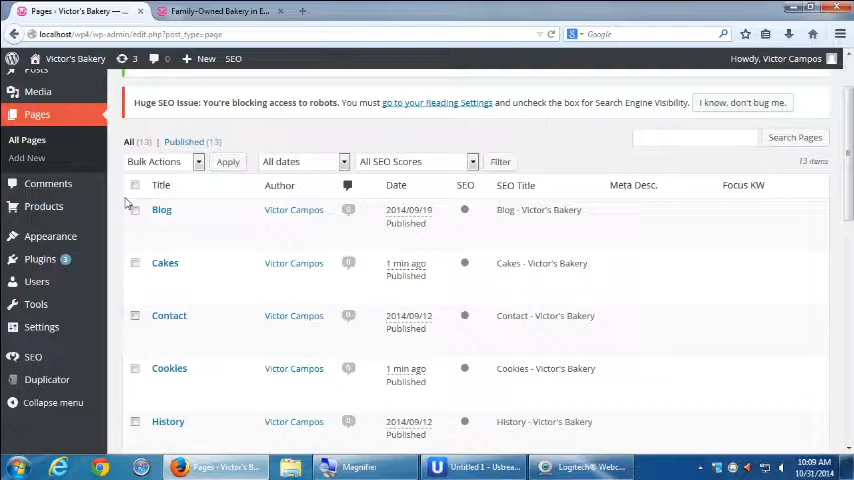 Pages ‹ Victor's Bakery — ... ×
Family-Owned Bakery in E... ×
localhost/wp4/wp-admin/edit.php?post_type=page
Google
Victor's Bakery 3 0 + New SEO
Howdy, Victor Campos
Posts
Media
Pages
All Pages
Add New
Comments
Products
Appearance
Plugins 3
Users
Tools
Settings
SEO
Duplicator
Collapse menu
Huge SEO Issue: You're blocking access to robots. You must go to your Reading Settings and uncheck the box for Search Engine Visibility. I know, don't bug me.
All (13) | Published (13)
Search Pages
Bulk Actions Apply All dates All SEO Scores Filter
13 items
Title Author Date SEO SEO Title Meta Desc. Focus KW
Blog Victor Campos 0 2014/09/19 Blog - Victor's Bakery
Published
Cakes Victor Campos 0 1 min ago Cakes - Victor's Bakery
Published
Contact Victor Campos 0 2014/09/12 Contact - Victor's Bakery
Published
Cookies Victor Campos 0 1 min ago Cookies - Victor's Bakery
Published
History Victor Campos 0 2014/09/12 History - Victor's Bakery
Published
Pages ‹ Victor's B...
Magnifier
Untitled 1 - Ustrea...
Logitech® Webc...
10:09 AM
10/31/2014